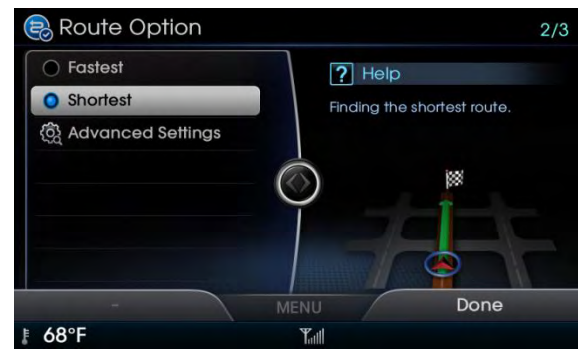 Route Option
2/3
Fastest
Shortest
Advanced Settings
? Help
Finding the shortest route.
- MENU Done
68°F